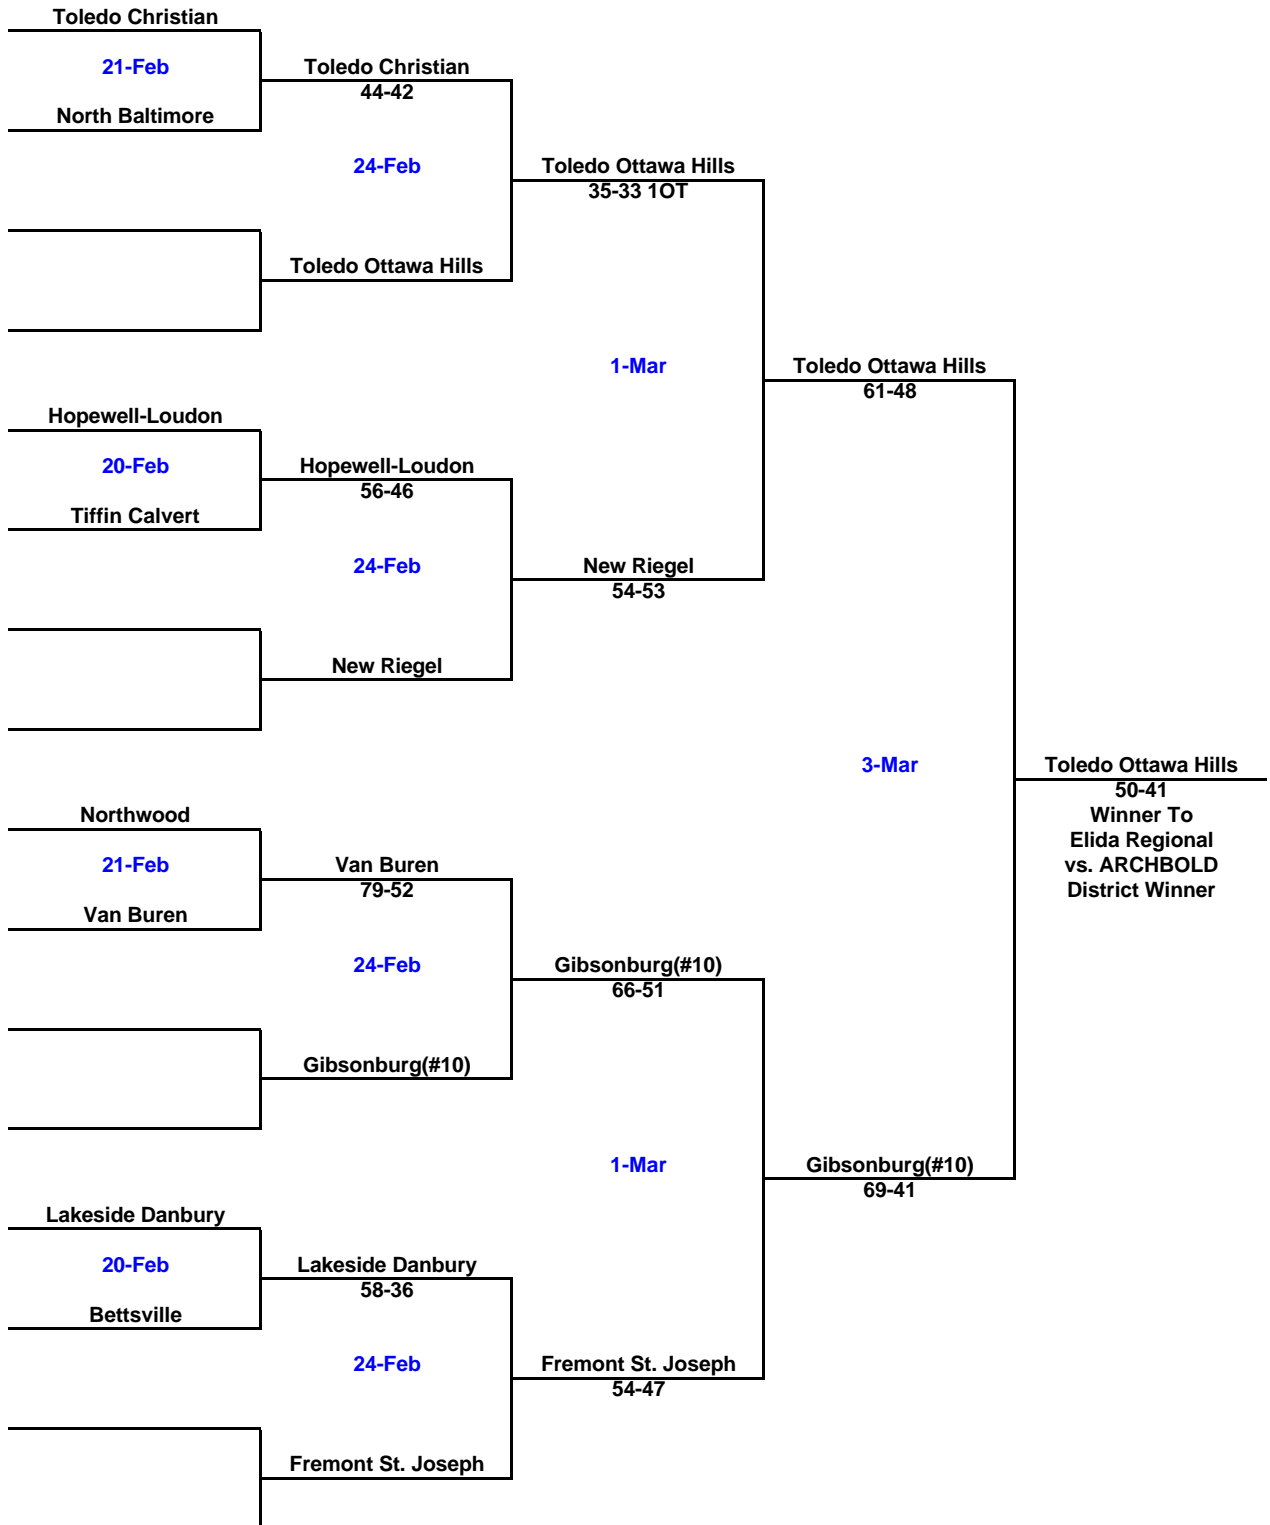 Toledo Christian
21-Feb
Toledo Christian
44-42
North Baltimore
24-Feb
Toledo Ottawa Hills
35-33 1OT
Toledo Ottawa Hills
1-Mar
Toledo Ottawa Hills
61-48
Hopewell-Loudon
20-Feb
Hopewell-Loudon
56-46
Tiffin Calvert
24-Feb
New Riegel
54-53
New Riegel
3-Mar
Toledo Ottawa Hills
50-41
Winner To
Elida Regional
vs. ARCHBOLD
District Winner
Northwood
21-Feb
Van Buren
79-52
Van Buren
24-Feb
Gibsonburg(#10)
66-51
Gibsonburg(#10)
1-Mar
Gibsonburg(#10)
69-41
Lakeside Danbury
20-Feb
Lakeside Danbury
58-36
Bettsville
24-Feb
Fremont St. Joseph
54-47
Fremont St. Joseph